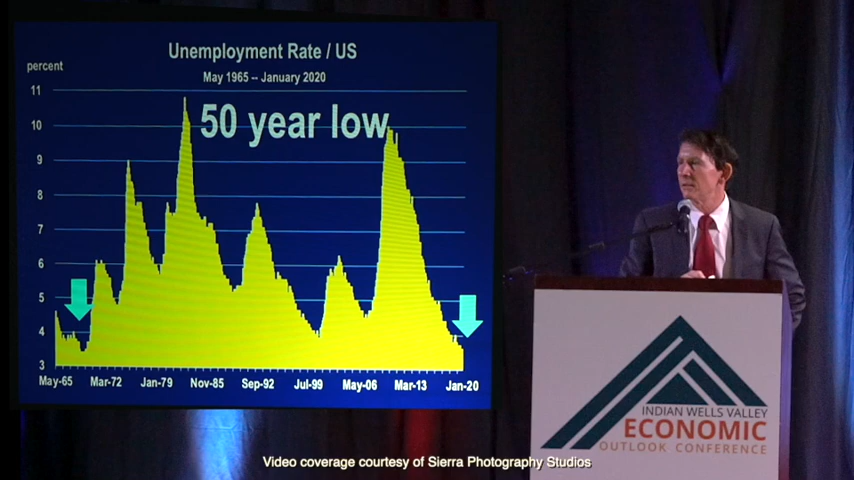 Unemployment Rate / US
May 1965 -- January 2020
percent
50 year low
11
10
9
8
7
6
5
4
3
May-65 Mar-72 Jan-79 Nov-85 Sep-92 Jul-99 May-06 Mar-13 Jan-20
INDIAN WELLS VALLEY
ECONOMIC
OUTLOOK CONFERENCE
Video coverage courtesy of Sierra Photography Studios